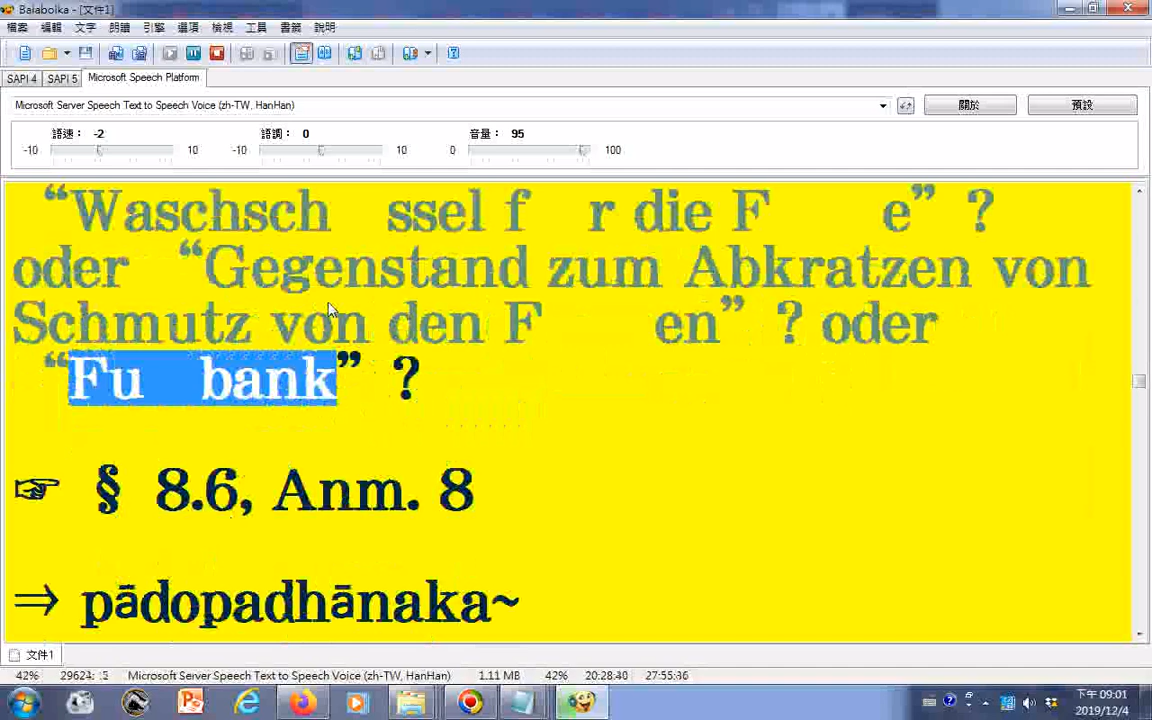 Balabolka - [文件1]
檔案 編輯 文字 朗讀 引擎 選項 檢視 工具 書籤 說明
SAPI 4 SAPI 5 Microsoft Speech Platform
Microsoft Server Speech Text to Speech Voice (zh-TW, HanHan) 關於 預設
語速： -2 語調： 0 音量： 95
-10 10 -10 10 0 100
“Waschsch ssel f r die F e” ?
oder “Gegenstand zum Abkratzen von
Schmutz von den F en” ? oder
“Fu bank” ?
☞ § 8.6, Anm. 8
⇒ pādopadhānaka~
文件1
42% Microsoft Server Speech Text to Speech Voice (zh-TW, HanHan) 1.11 MB 42% 20:28:40 27:55:36
下午 09:01
2019/12/4